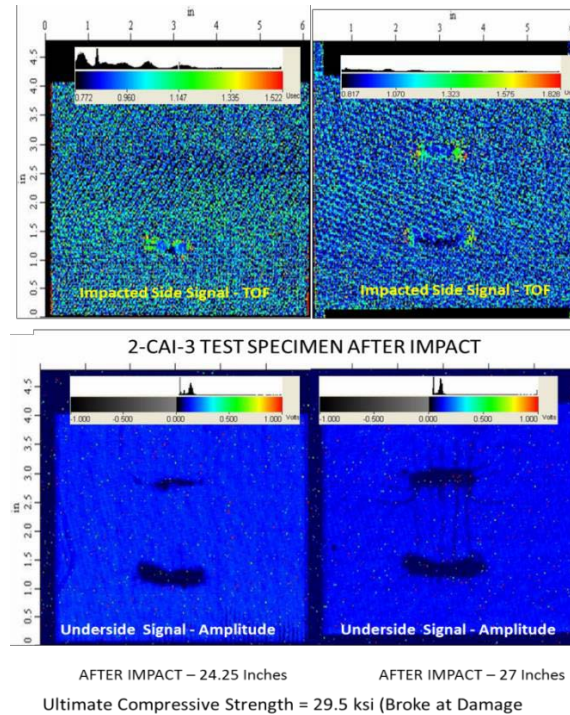 in
in
0 1 2 3 4 5 6
0 1 2 3 4 5 6
0 0.5 1.0 1.5 2.0 2.5 3.0 3.5 4.0 4.5
in
0.772 0.960 1.147 1.335 1.522 Usec
0.817 1.070 1.323 1.575 1.828
Impacted Side Signal - TOF
Impacted Side Signal - TOF
2-CAI-3 TEST SPECIMEN AFTER IMPACT
0 0.5 1.0 1.5 2.0 2.5 3.0 3.5 4.0 4.5
in
-1.000 -0.500 0.000 0.500 1.000 Volts
-1.000 -0.500 0.000 0.500 1.000 Volts
Underside Signal - Amplitude
Underside Signal - Amplitude
AFTER IMPACT – 24.25 Inches
AFTER IMPACT – 27 Inches
Ultimate Compressive Strength = 29.5 ksi (Broke at Damage